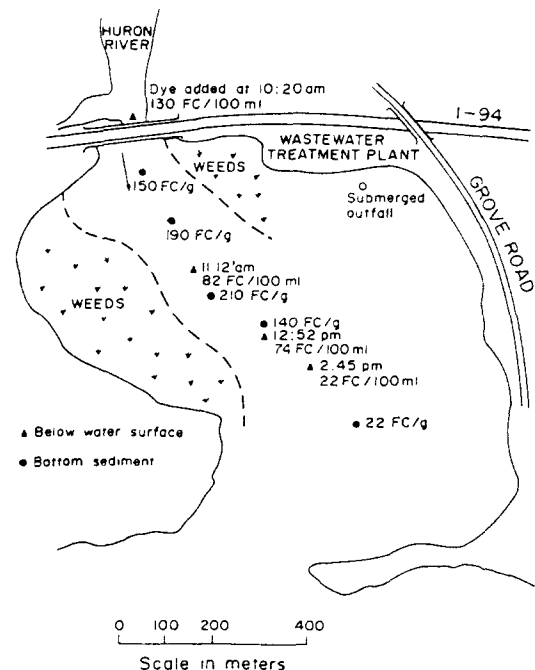 HURON
RIVER
Dye added at 10:20 am
130 FC/100 ml
I-94
WASTEWATER
TREATMENT PLANT
WEEDS
GROVE ROAD
150 FC/g
Submerged
outfall
190 FC/g
11:12 am
82 FC/100 ml
210 FC/g
WEEDS
140 FC/g
12:52 pm
74 FC/100 ml
2.45 pm
22 FC/100 ml
22 FC/g
▲ Below water surface
● Bottom sediment
0 100 200 400
Scale in meters